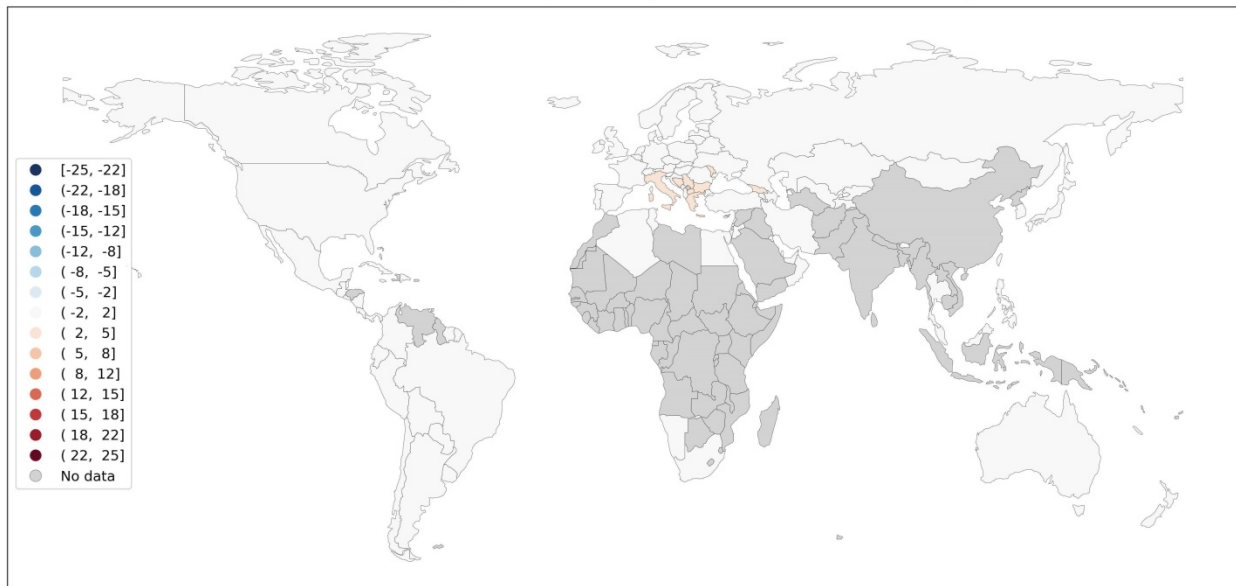 [-25, -22]
(-22, -18]
(-18, -15]
(-15, -12]
(-12, -8]
( -8, -5]
( -5, -2]
( -2, 2]
( 2, 5]
( 5, 8]
( 8, 12]
( 12, 15]
( 15, 18]
( 18, 22]
( 22, 25]
No data